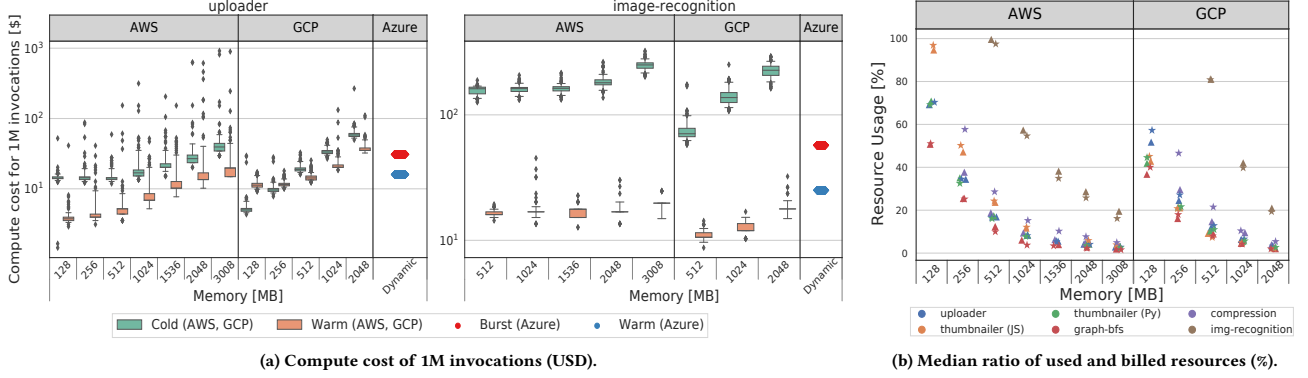 uploader
AWS
GCP
Azure
Compute cost for 1M invocations [$]
10³
10²
10¹
128
256
512
1024
1536
2048
3008
128
256
512
1024
2048
Dynamic
Memory [MB]
image-recognition
AWS
GCP
Azure
10²
10¹
512
1024
1536
2048
3008
512
1024
2048
Dynamic
Memory [MB]
Cold (AWS, GCP)
Warm (AWS, GCP)
Burst (Azure)
Warm (Azure)
(a) Compute cost of 1M invocations (USD).
AWS
GCP
Resource Usage [%]
100
80
60
40
20
0
128
256
512
1024
1536
2048
3008
128
256
512
1024
2048
Memory [MB]
uploader
thumbnailer (Py)
compression
thumbnailer (JS)
graph-bfs
img-recognition
(b) Median ratio of used and billed resources (%).